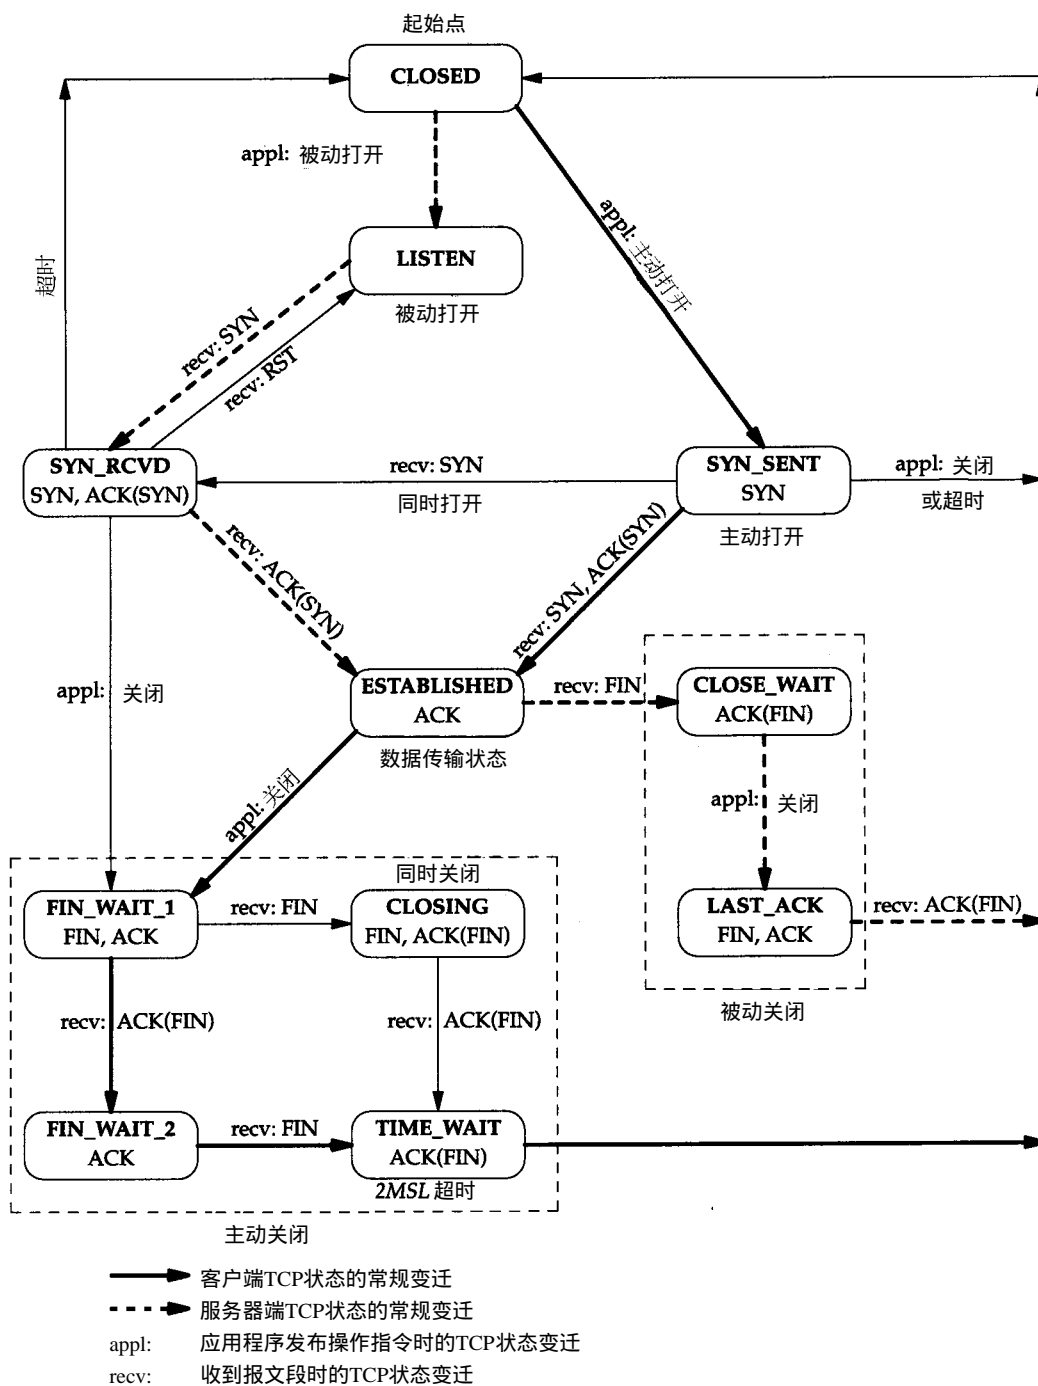 起始点
CLOSED
appl: 被动打开
appl: 主动打开
LISTEN
被动打开
超时
recv: SYN
recv: RST
SYN_RCVD
SYN, ACK(SYN)
recv: SYN
同时打开
SYN_SENT
SYN
主动打开
appl: 关闭
或超时
recv: ACK(SYN)
recv: SYN, ACK(SYN)
appl: 关闭
ESTABLISHED
ACK
数据传输状态
recv: FIN
CLOSE_WAIT
ACK(FIN)
appl: 关闭
appl: 关闭
LAST_ACK
FIN, ACK
recv: ACK(FIN)
被动关闭
同时关闭
FIN_WAIT_1
FIN, ACK
recv: FIN
CLOSING
FIN, ACK(FIN)
recv: ACK(FIN)
recv: ACK(FIN)
FIN_WAIT_2
ACK
recv: FIN
TIME_WAIT
ACK(FIN)
2MSL 超时
主动关闭
客户端TCP状态的常规变迁
服务器端TCP状态的常规变迁
appl: 应用程序发布操作指令时的TCP状态变迁
recv: 收到报文段时的TCP状态变迁